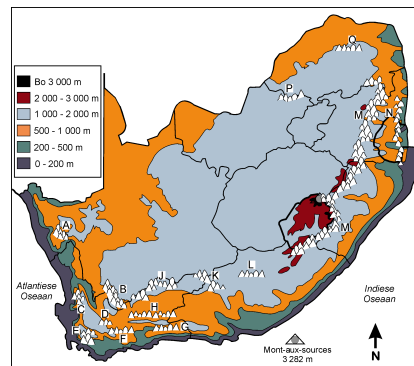 Bo 3 000 m
2 000 - 3 000 m
1 000 - 2 000 m
500 - 1 000 m
200 - 500 m
0 - 200 m
O
P
M
N
A
M
L
J
K
B
C
H
D
E
F
G
Atlantiese
Oseaan
Indiese
Oseaan
Mont-aux-sources
3 282 m
N